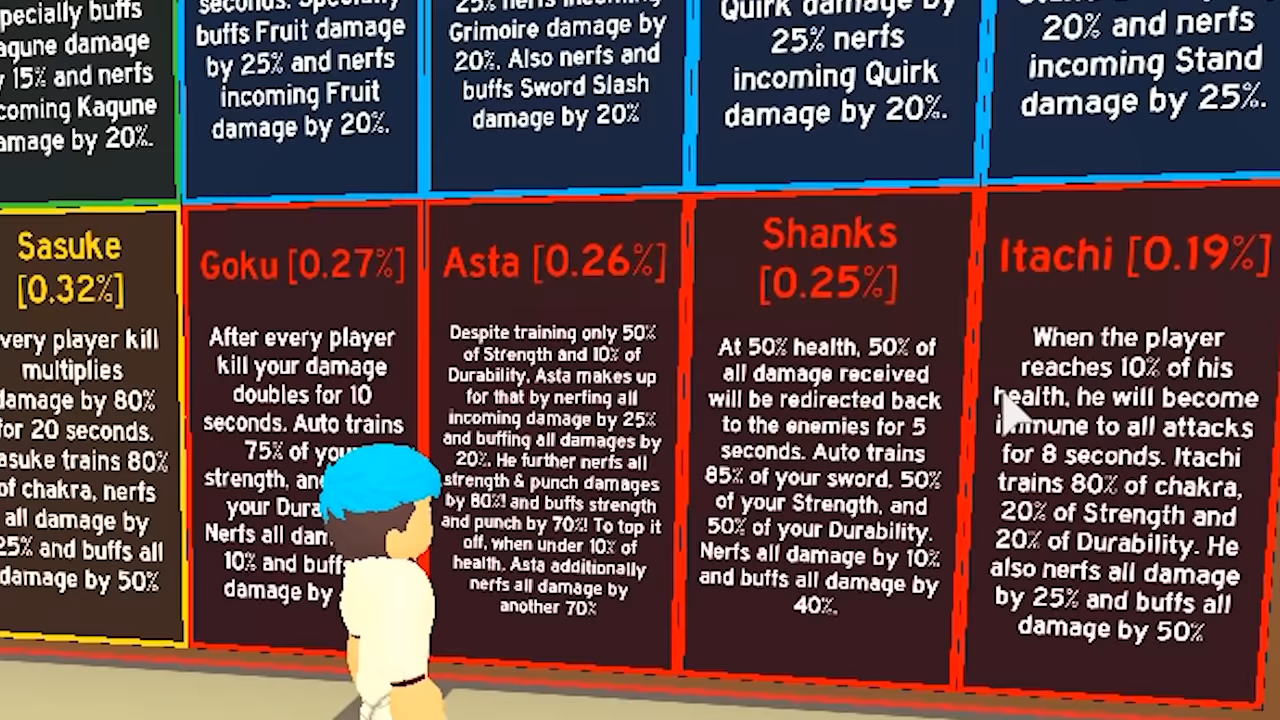 buffs
damage
15% and nerfs
Kagune
by 20%.
seconds.
buffs Fruit damage
by 25% and nerfs
incoming Fruit
damage by 20%.
25% nerfs incoming
Grimoire damage by
20%. Also nerfs and
buffs Sword Slash
damage by 20%
Quirk damage by
25% nerfs
incoming Quirk
damage by 20%.
20% and nerfs
incoming Stand
damage by 25%.
Sasuke
[0.32%]
player kill
multiplies
damage by 80%
for 20 seconds.
trains 80%
of chakra, nerfs
all damage by
25% and buffs all
damage by 50%
Goku [0.27%]
After every player
kill your damage
doubles for 10
seconds. Auto trains
75% of
strength,
your
Nerfs all
10% and
damage by
Asta [0.26%]
Despite training only 50%
of Strength and 10% of
Durability, Asta makes up
for that by nerfing all
incoming damage by 25%
and buffing all damages by
20%. He further nerfs all
strength & punch damages
by 80%! and buffs strength
and punch by 70%! To top it
off, when under 10% of
health, Asta additionally
nerfs all damage by
another 70%
Shanks
[0.25%]
At 50% health, 50% of
all damage received
will be redirected back
to the enemies for 5
seconds. Auto trains
85% of your sword, 50%
of your Strength, and
50% of your Durability.
Nerfs all damage by 10%
and buffs all damage by
40%.
Itachi [0.19%]
When the player
reaches 10% of his
health, he will become
immune to all attacks
for 8 seconds. Itachi
trains 80% of chakra,
20% of Strength and
20% of Durability. He
also nerfs all damage
by 25% and buffs all
damage by 50%